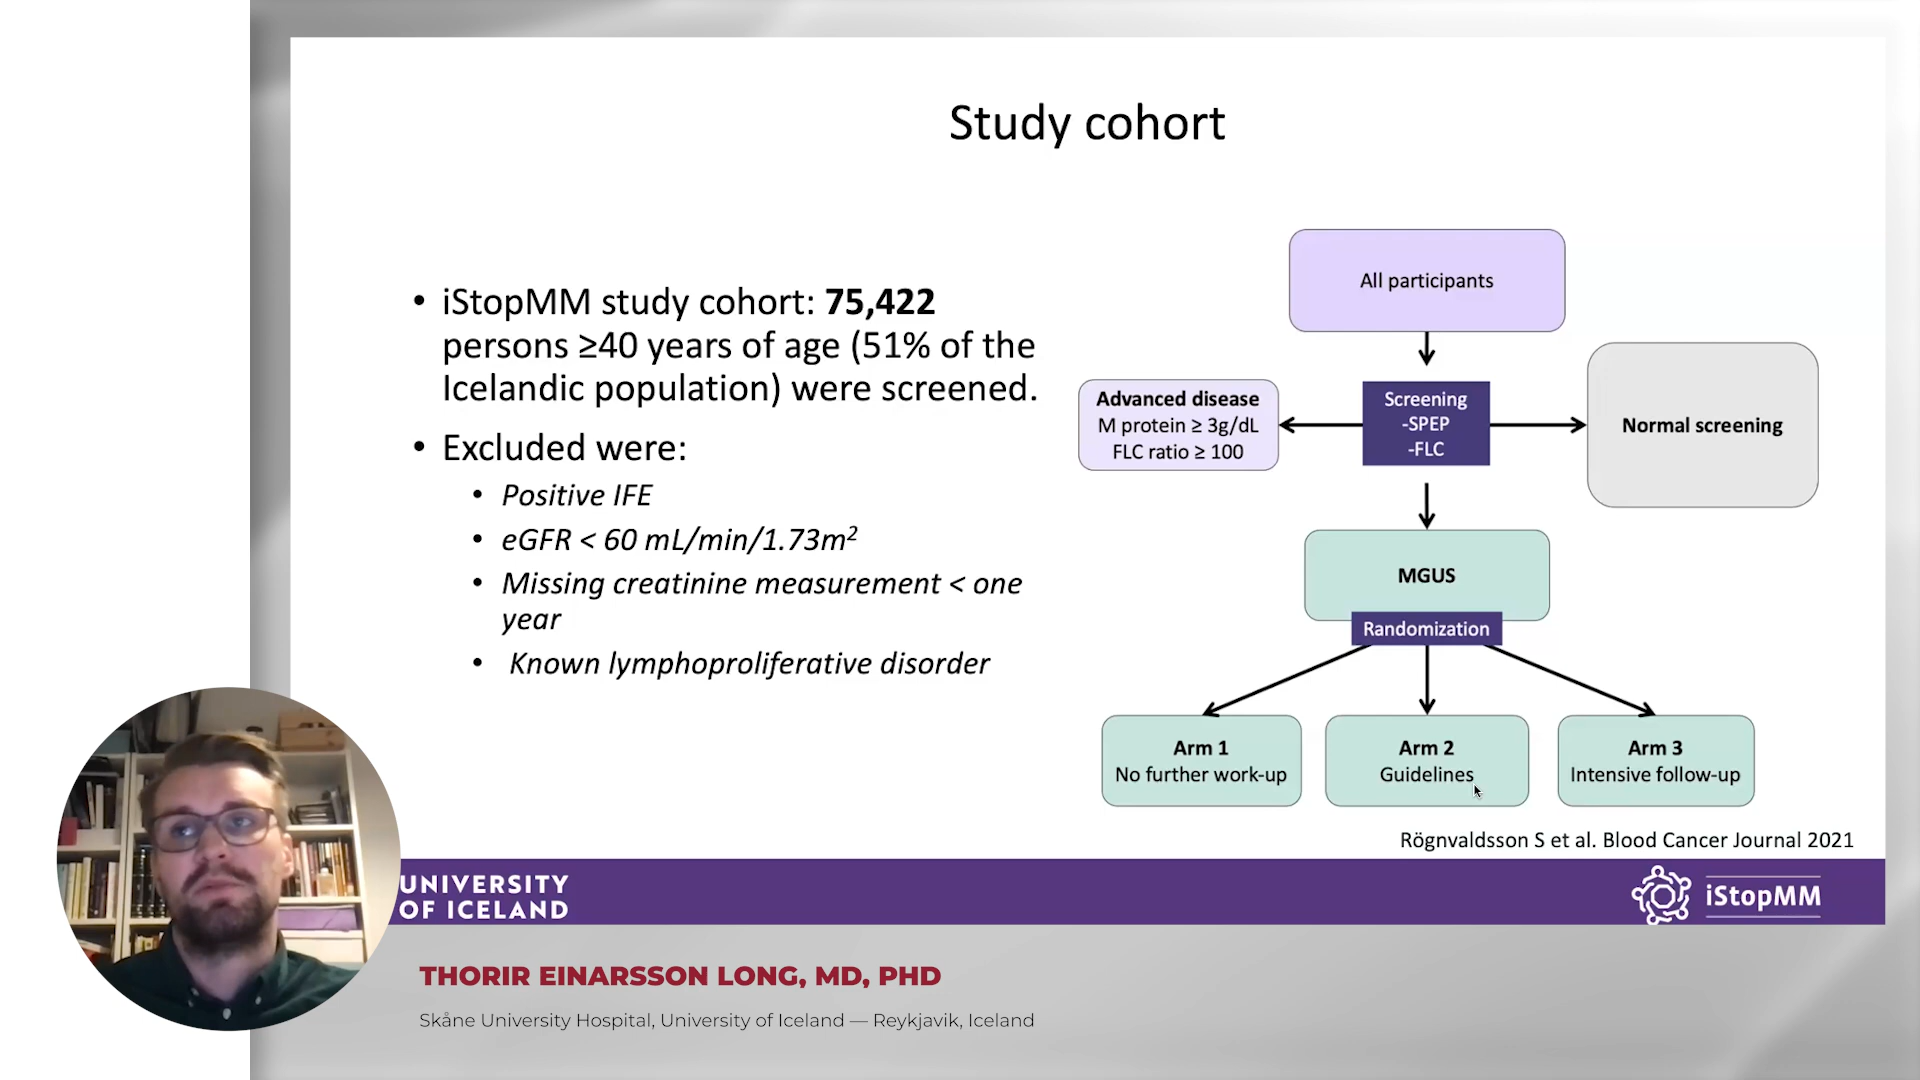 Study cohort
• iStopMM study cohort: 75,422
persons ≥40 years of age (51% of the
Icelandic population) were screened.
• Excluded were:
• Positive IFE
• eGFR < 60 mL/min/1.73m²
• Missing creatinine measurement < one
year
• Known lymphoproliferative disorder
All participants
Advanced disease
M protein ≥ 3g/dL
FLC ratio ≥ 100
Screening
-SPEP
-FLC
Normal screening
MGUS
Randomization
Arm 1
No further work-up
Arm 2
Guidelines
Arm 3
Intensive follow-up
Rögnvaldsson S et al. Blood Cancer Journal 2021
UNIVERSITY
OF ICELAND
iStopMM
THORIR EINARSSON LONG, MD, PHD
Skåne University Hospital, University of Iceland — Reykjavik, Iceland